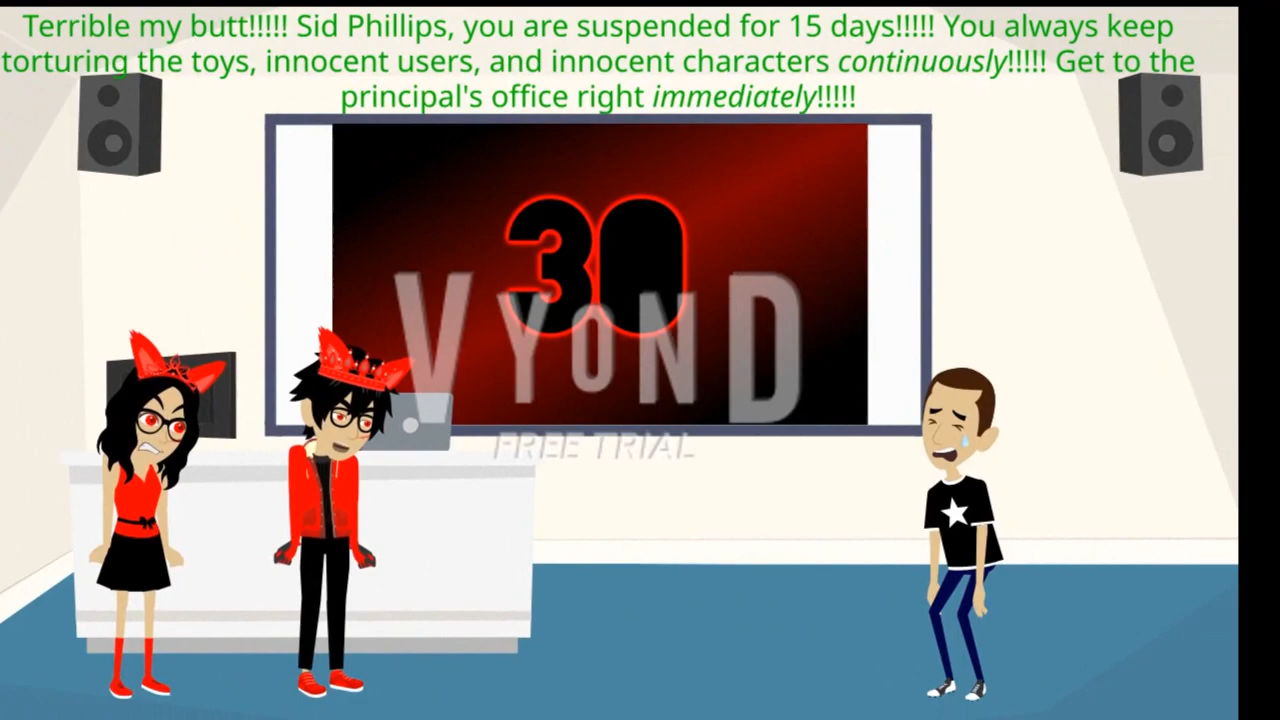 Terrible my butt!!!!! Sid Phillips, you are suspended for 15 days!!!!! You always keep
torturing the toys, innocent users, and innocent characters continuously!!!!! Get to the
principal's office right immediately!!!!!
30
VYOND
FREE TRIAL